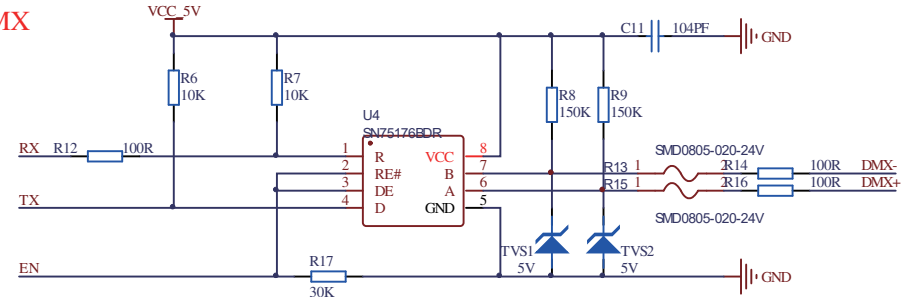 MX
VCC_5V
C11 104PF
GND
R6
10K
R7
10K
R8
150K
R9
150K
U4
SN75176BDR
RX R12 100R
1 R VCC 8
2 RE# B 7
3 DE A 6
4 D GND 5
TX
SMD0805-020-24V
R13 1 2 R14 100R DMX-
R15 1 2 R16 100R DMX+
SMD0805-020-24V
TVS1
5V
TVS2
5V
EN
R17
30K
GND